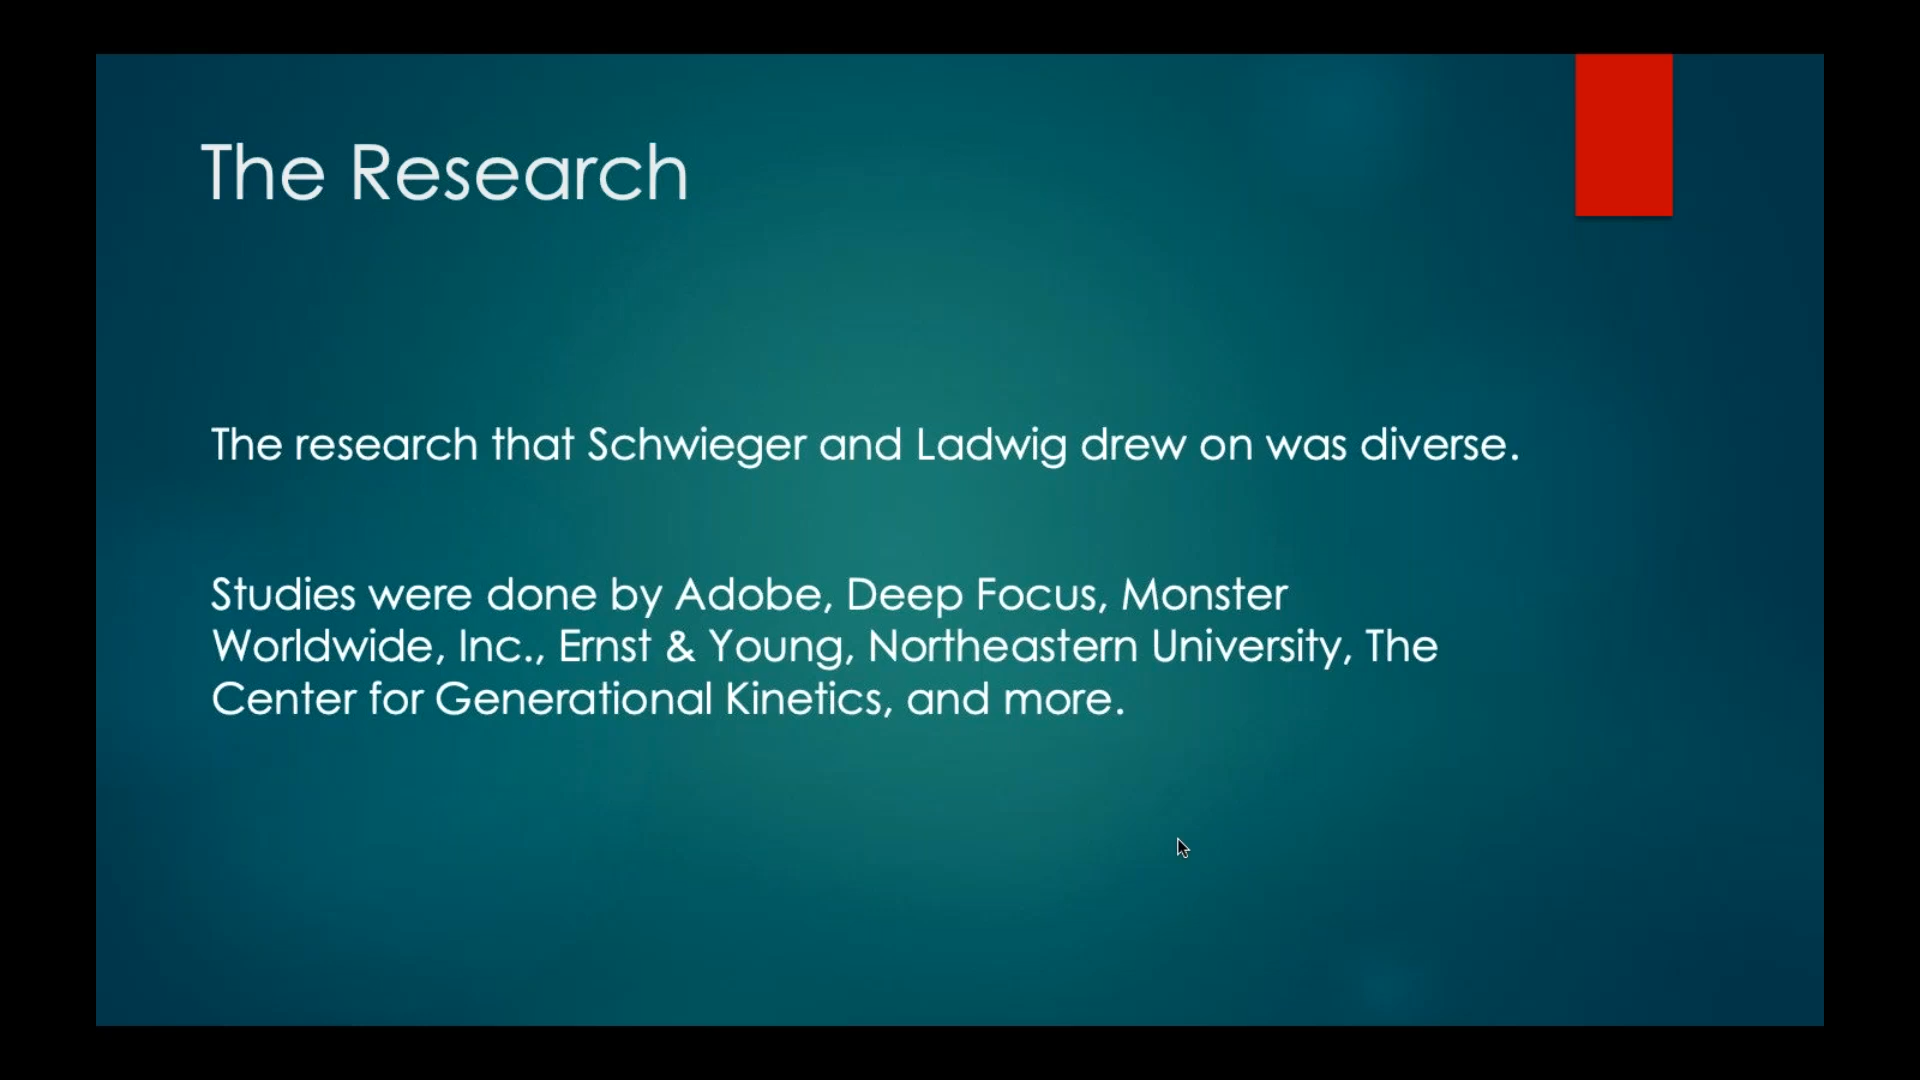 The Research
The research that Schwieger and Ladwig drew on was diverse.
Studies were done by Adobe, Deep Focus, Monster
Worldwide, Inc., Ernst & Young, Northeastern University, The
Center for Generational Kinetics, and more.